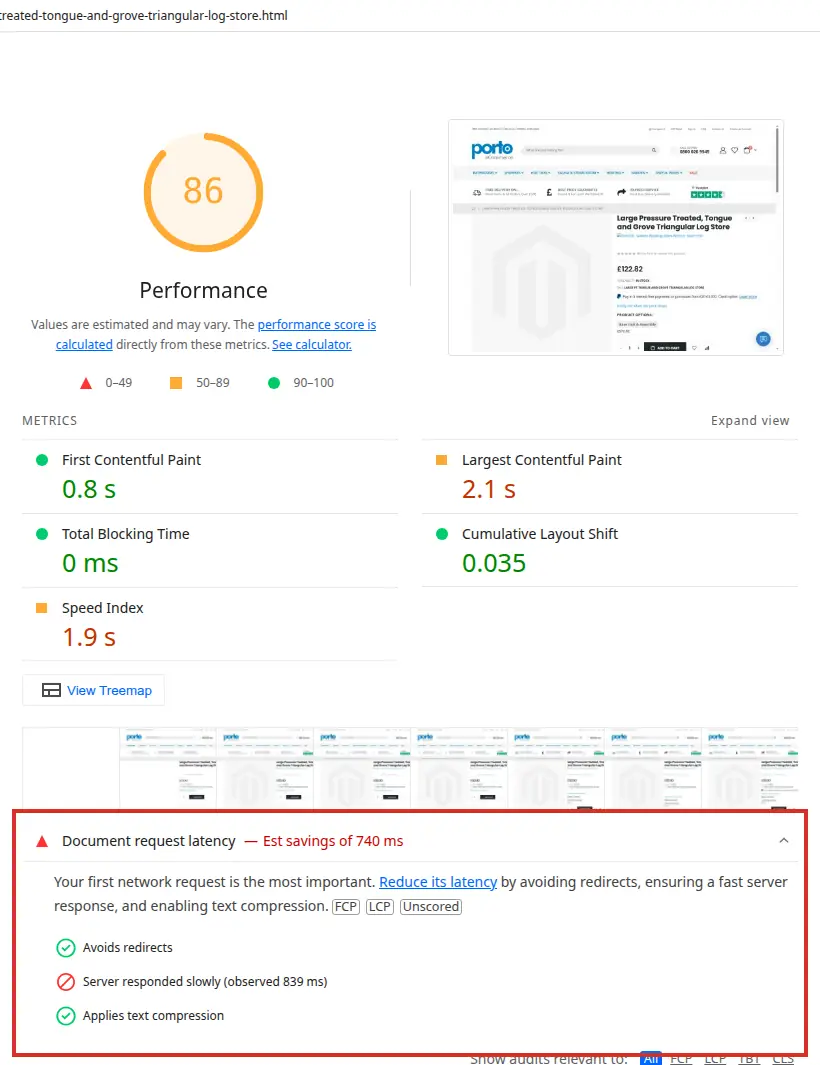 reated-tongue-and-grove-triangular-log-store.html
porto
Large Pressure Treated, Tongue
and Grove Triangular Log Store
£122.82
86
Performance
Values are estimated and may vary. The performance score is
calculated directly from these metrics. See calculator.
0–49
50–89
90–100
METRICS
Expand view
First Contentful Paint
0.8 s
Largest Contentful Paint
2.1 s
Total Blocking Time
0 ms
Cumulative Layout Shift
0.035
Speed Index
1.9 s
View Treemap
Document request latency — Est savings of 740 ms
Your first network request is the most important. Reduce its latency by avoiding redirects, ensuring a fast server
response, and enabling text compression. FCP LCP Unscored
Avoids redirects
Server responded slowly (observed 839 ms)
Applies text compression
Show audits relevant to: All FCP LCP TBT CLS